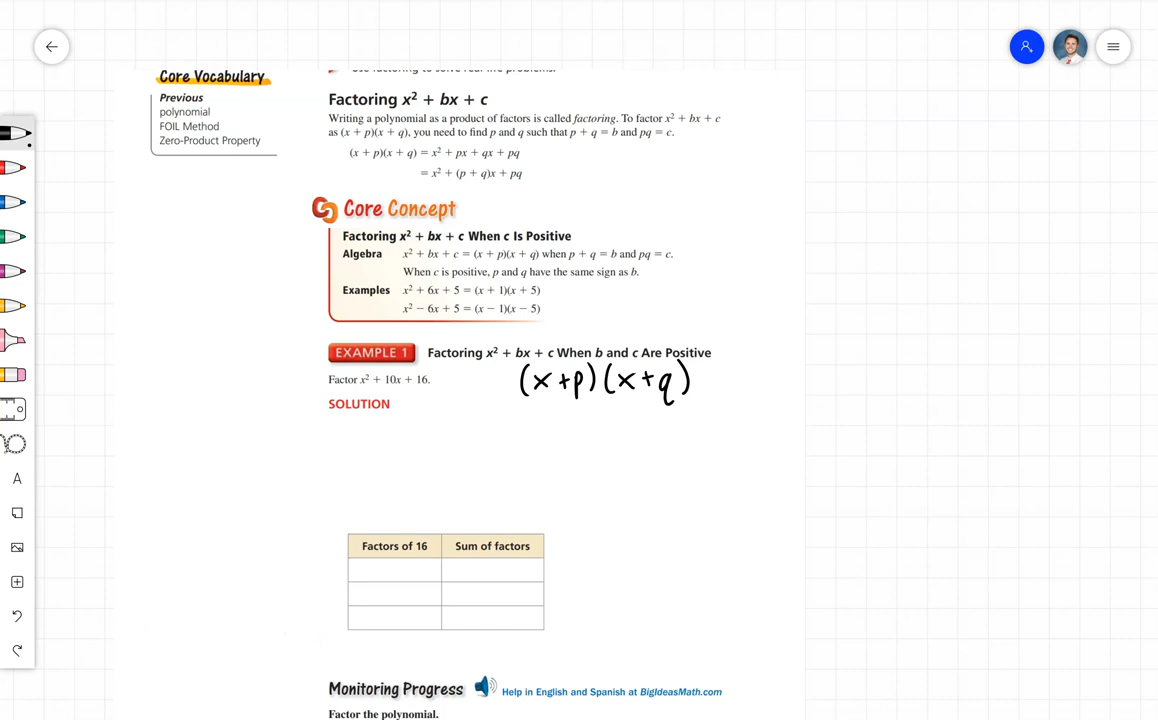 Core Vocabulary
Previous
polynomial
FOIL Method
Zero-Product Property
Factoring x² + bx + c
Writing a polynomial as a product of factors is called factoring. To factor x² + bx + c
as (x + p)(x + q), you need to find p and q such that p + q = b and pq = c.
(x + p)(x + q) = x² + px + qx + pq
= x² + (p + q)x + pq
Core Concept
Factoring x² + bx + c When c Is Positive
Algebra x² + bx + c = (x + p)(x + q) when p + q = b and pq = c.
When c is positive, p and q have the same sign as b.
Examples x² + 6x + 5 = (x + 1)(x + 5)
x² − 6x + 5 = (x − 1)(x − 5)
EXAMPLE 1 Factoring x² + bx + c When b and c Are Positive
Factor x² + 10x + 16. (x+p)(x+q)
SOLUTION
Factors of 16 Sum of factors
Monitoring Progress Help in English and Spanish at BigIdeasMath.com
Factor the polynomial.
A